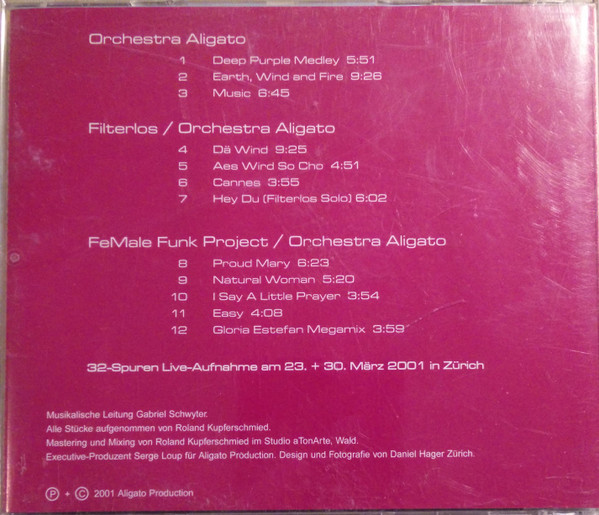 Orchestra Aligato
1 Deep Purple Medley 5:51
2 Earth, Wind and Fire 9:26
3 Music 6:45
Filterlos / Orchestra Aligato
4 Dä Wind 9:25
5 Aes Wird So Cho 4:51
6 Cannes 3:55
7 Hey Du (Filterlos Solo) 6:02
FeMale Funk Project / Orchestra Aligato
8 Proud Mary 6:23
9 Natural Woman 5:20
10 I Say A Little Prayer 3:54
11 Easy 4:08
12 Gloria Estefan Megamix 3:59
32-Spuren Live-Aufnahme am 23. + 30. März 2001 in Zürich
Musikalische Leitung Gabriel Schwyter.
Alle Stücke aufgenommen von Roland Kupferschmied.
Mastering und Mixing von Roland Kupferschmied im Studio aTonArte, Wald.
Executive-Produzent Serge Loup für Aligato Production. Design und Fotografie von Daniel Hager Zürich.
Ⓟ + © 2001 Aligato Production